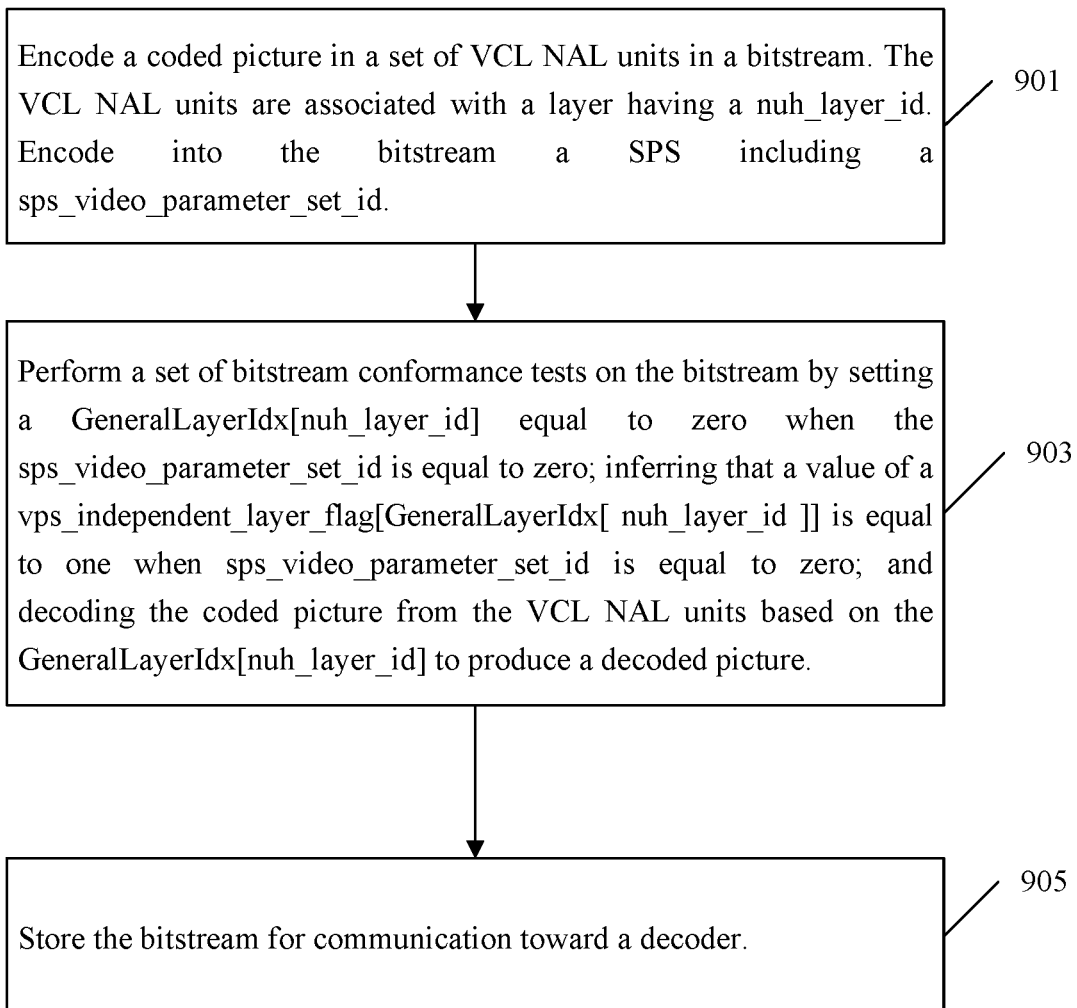 Encode a coded picture in a set of VCL NAL units in a bitstream. The
VCL NAL units are associated with a layer having a nuh_layer_id.
Encode into the bitstream a SPS including a
sps_video_parameter_set_id.
901
Perform a set of bitstream conformance tests on the bitstream by setting
a GeneralLayerIdx[nuh_layer_id] equal to zero when the
sps_video_parameter_set_id is equal to zero; inferring that a value of a
vps_independent_layer_flag[GeneralLayerIdx[ nuh_layer_id ]] is equal
to one when sps_video_parameter_set_id is equal to zero; and
decoding the coded picture from the VCL NAL units based on the
GeneralLayerIdx[nuh_layer_id] to produce a decoded picture.
903
Store the bitstream for communication toward a decoder.
905